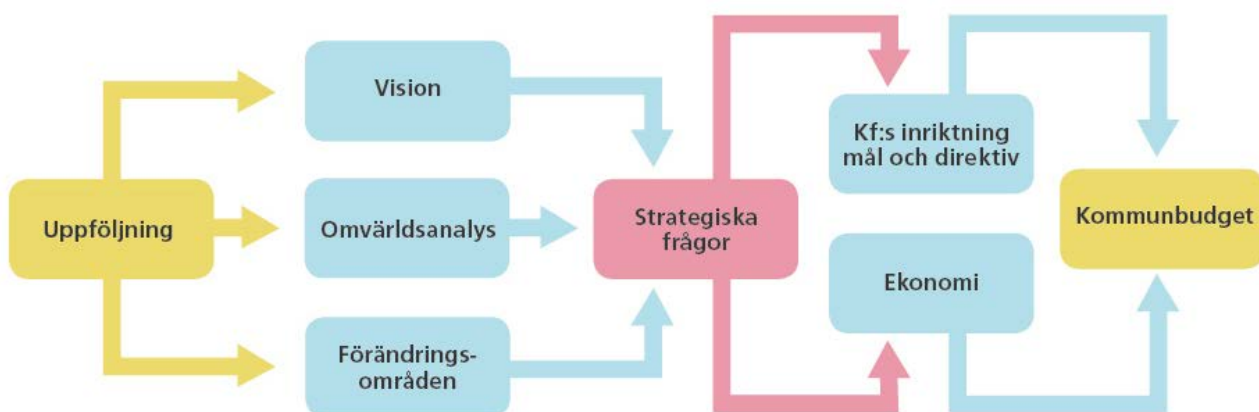 Uppföljning
Vision
Omvärldsanalys
Förändrings-
områden
Strategiska
frågor
Kf:s inriktning
mål och direktiv
Ekonomi
Kommunbudget